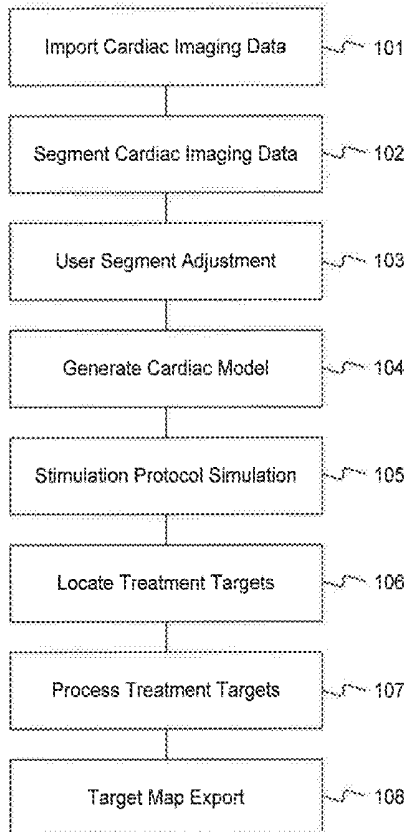 Import Cardiac Imaging Data 101
Segment Cardiac Imaging Data 102
User Segment Adjustment 103
Generate Cardiac Model 104
Stimulation Protocol Simulation 105
Locate Treatment Targets 106
Process Treatment Targets 107
Target Map Export 108